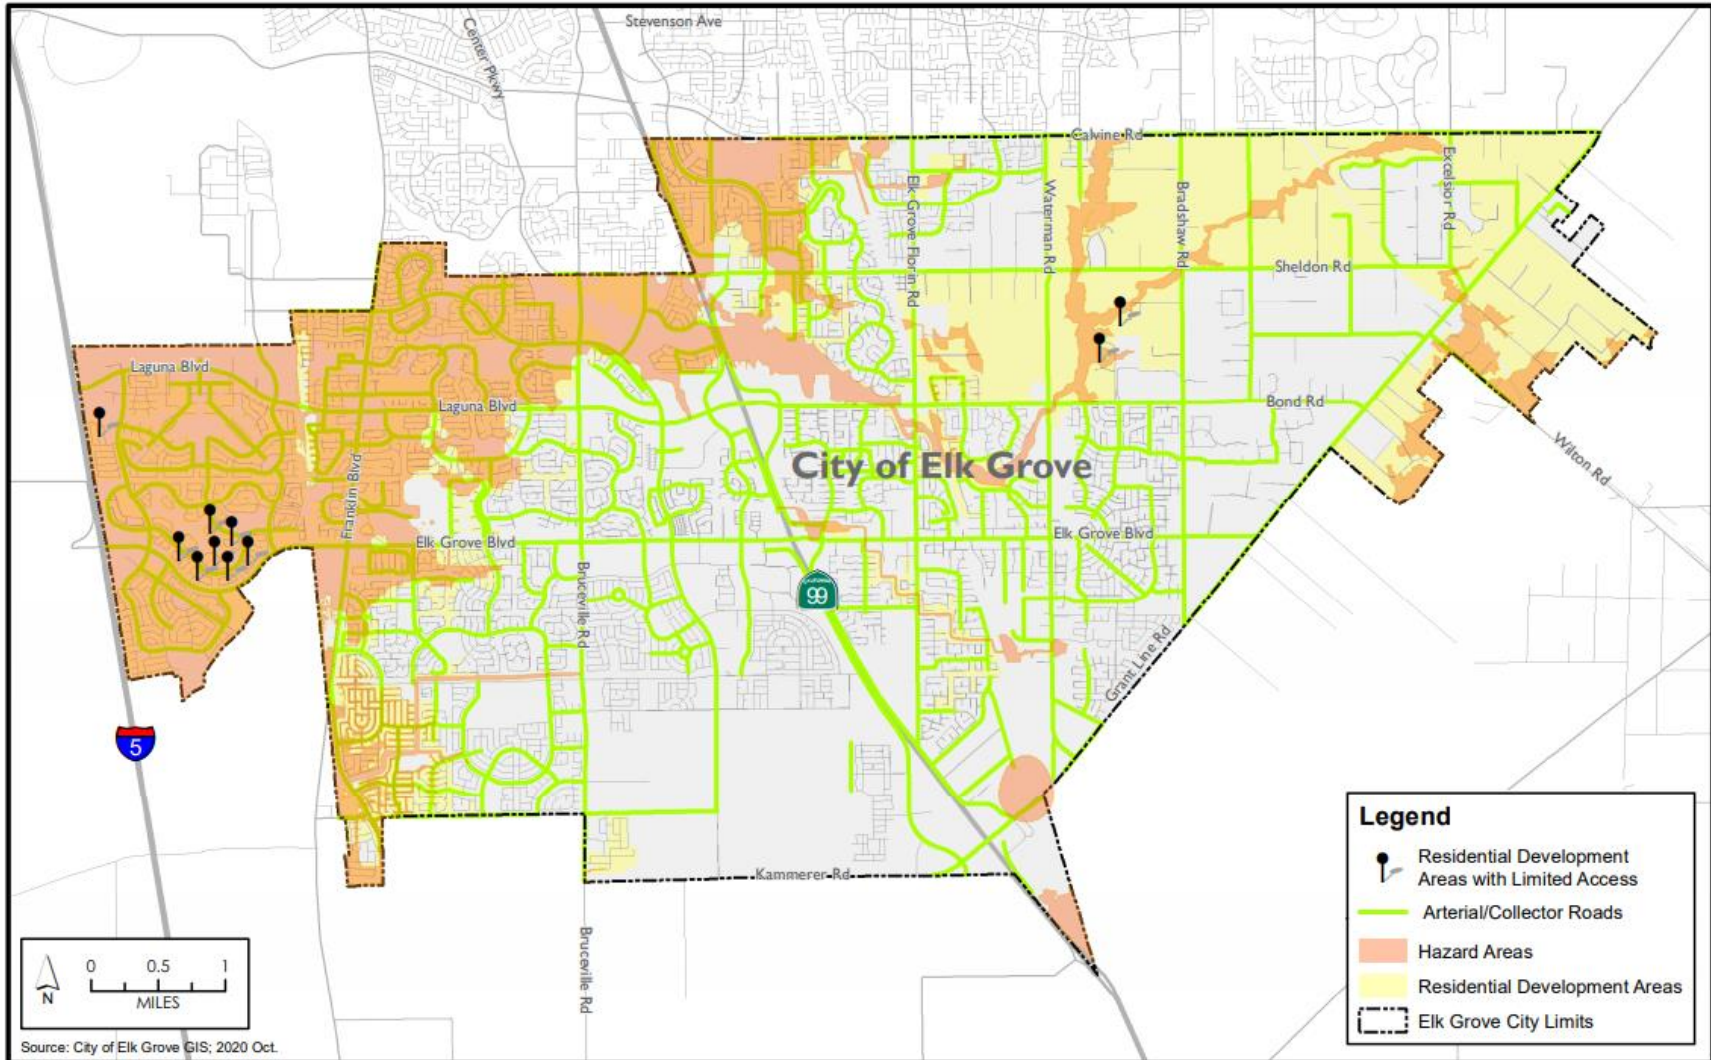 Stevenson Ave
Center Pkwy
Calvine Rd
Elk Grove Florin Rd
Waterman Rd
Bradshaw Rd
Excelsior Rd
Sheldon Rd
Laguna Blvd
Laguna Blvd
Bond Rd
Wilton Rd
Franklin Blvd
City of Elk Grove
Elk Grove Blvd
Elk Grove Blvd
Bruceville Rd
CALIFORNIA
99
Grant Line Rd
5
Kammerer Rd
Bruceville Rd
Legend
Residential Development
Areas with Limited Access
Arterial/Collector Roads
Hazard Areas
Residential Development Areas
Elk Grove City Limits
N
0 0.5 1
MILES
Source: City of Elk Grove GIS; 2020 Oct.